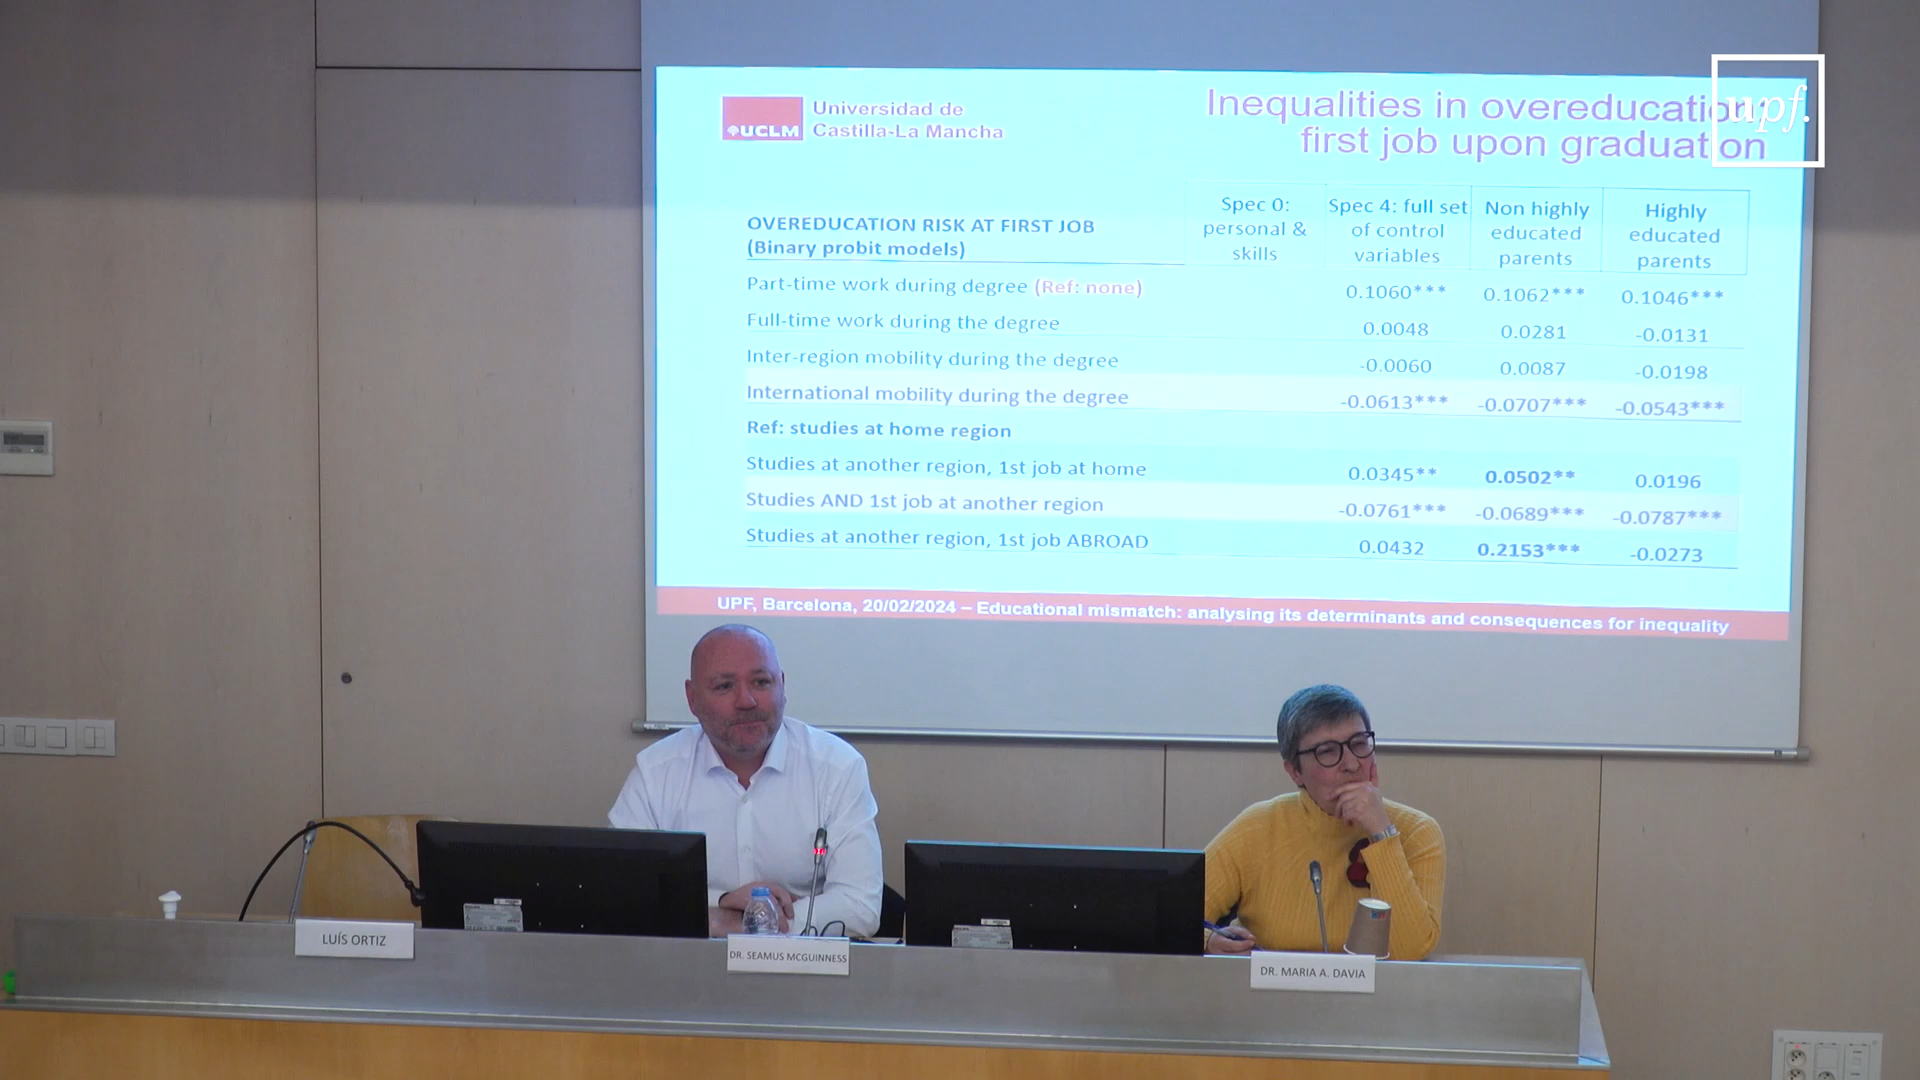 UCLM
Universidad de
Castilla-La Mancha
Inequalities in overeducation:
first job upon graduation
upf.
OVEREDUCATION RISK AT FIRST JOB
(Binary probit models)
Spec 0:
personal &
skills
Spec 4: full set
of control
variables
Non highly
educated
parents
Highly
educated
parents
Part-time work during degree (Ref: none) 0.1060*** 0.1062*** 0.1046***
Full-time work during the degree 0.0048 0.0281 -0.0131
Inter-region mobility during the degree -0.0060 0.0087 -0.0198
International mobility during the degree -0.0613*** -0.0707*** -0.0543***
Ref: studies at home region
Studies at another region, 1st job at home 0.0345** 0.0502** 0.0196
Studies AND 1st job at another region -0.0761*** -0.0689*** -0.0787***
Studies at another region, 1st job ABROAD 0.0432 0.2153*** -0.0273
UPF, Barcelona, 20/02/2024 – Educational mismatch: analysing its determinants and consequences for inequality
LUÍS ORTIZ
DR. SEAMUS MCGUINNESS
DR. MARIA A. DAVIA